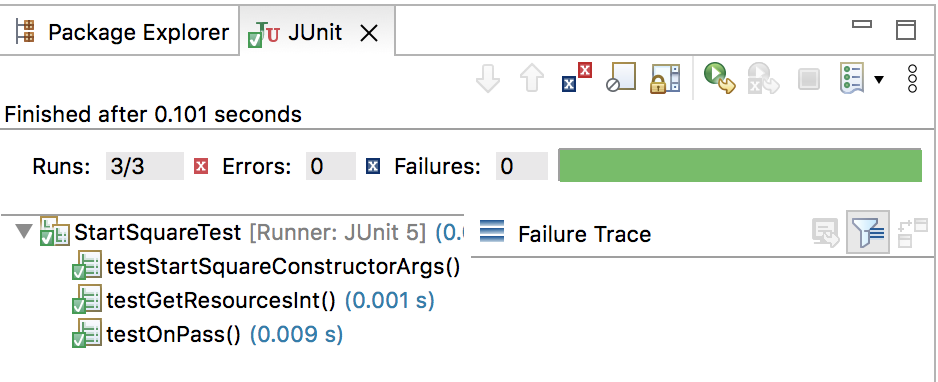 Package Explorer
JUnit
Finished after 0.101 seconds
Runs: 3/3 Errors: 0 Failures: 0
StartSquareTest [Runner: JUnit 5] (0.
Failure Trace
testStartSquareConstructorArgs()
testGetResourcesInt() (0.001 s)
testOnPass() (0.009 s)